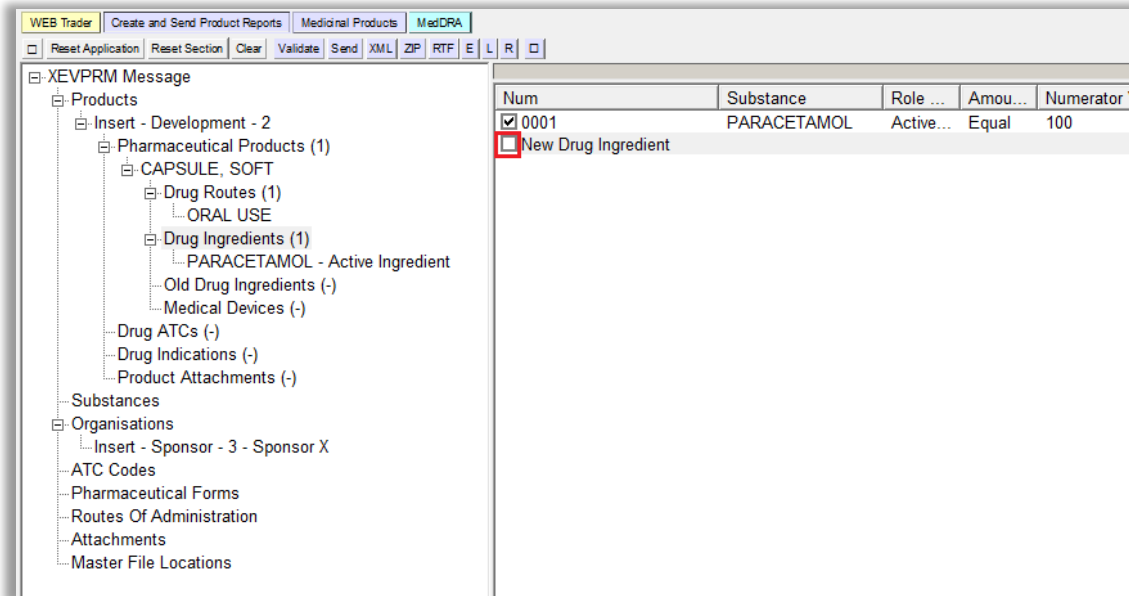 WEB Trader Create and Send Product Reports Medicinal Products MedDRA
Reset Application Reset Section Clear Validate Send XML ZIP RTF E L R
XEVPRM Message
Products
Insert - Development - 2
Pharmaceutical Products (1)
CAPSULE, SOFT
Drug Routes (1)
ORAL USE
Drug Ingredients (1)
PARACETAMOL - Active Ingredient
Old Drug Ingredients (-)
Medical Devices (-)
Drug ATCs (-)
Drug Indications (-)
Product Attachments (-)
Substances
Organisations
Insert - Sponsor - 3 - Sponsor X
ATC Codes
Pharmaceutical Forms
Routes Of Administration
Attachments
Master File Locations
Num Substance Role ... Amou... Numerator
0001 PARACETAMOL Active... Equal 100
New Drug Ingredient